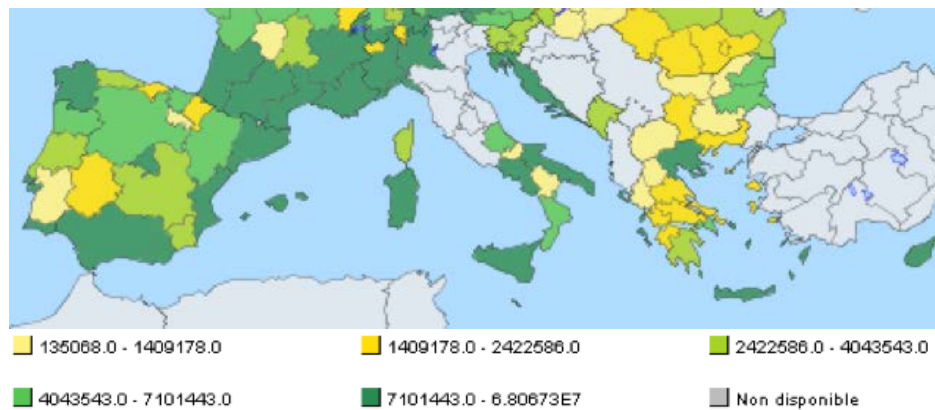 135068.0 - 1409178.0
1409178.0 - 2422586.0
2422586.0 - 4043543.0
4043543.0 - 7101443.0
7101443.0 - 6.80673E7
Non disponible